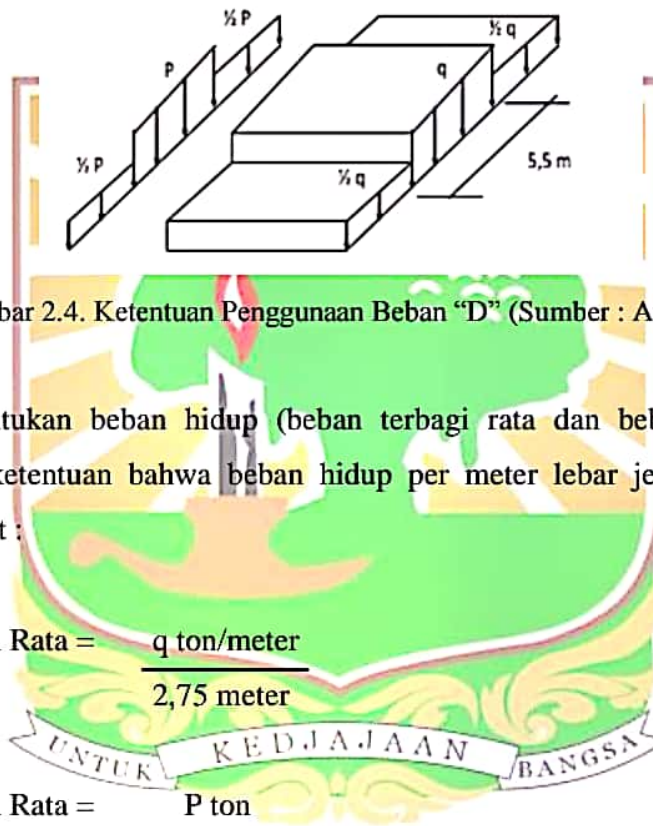 ½ P
P
½ P
½ q
q
½ q
5,5 m
bar 2.4. Ketentuan Penggunaan Beban “D” (Sumber : A
tukan beban hidup (beban terbagi rata dan beb
ketentuan bahwa beban hidup per meter lebar je
t :
Rata = q ton/meter
2,75 meter
UNTUK KEDJAJAAN BANGSA
Rata = P ton